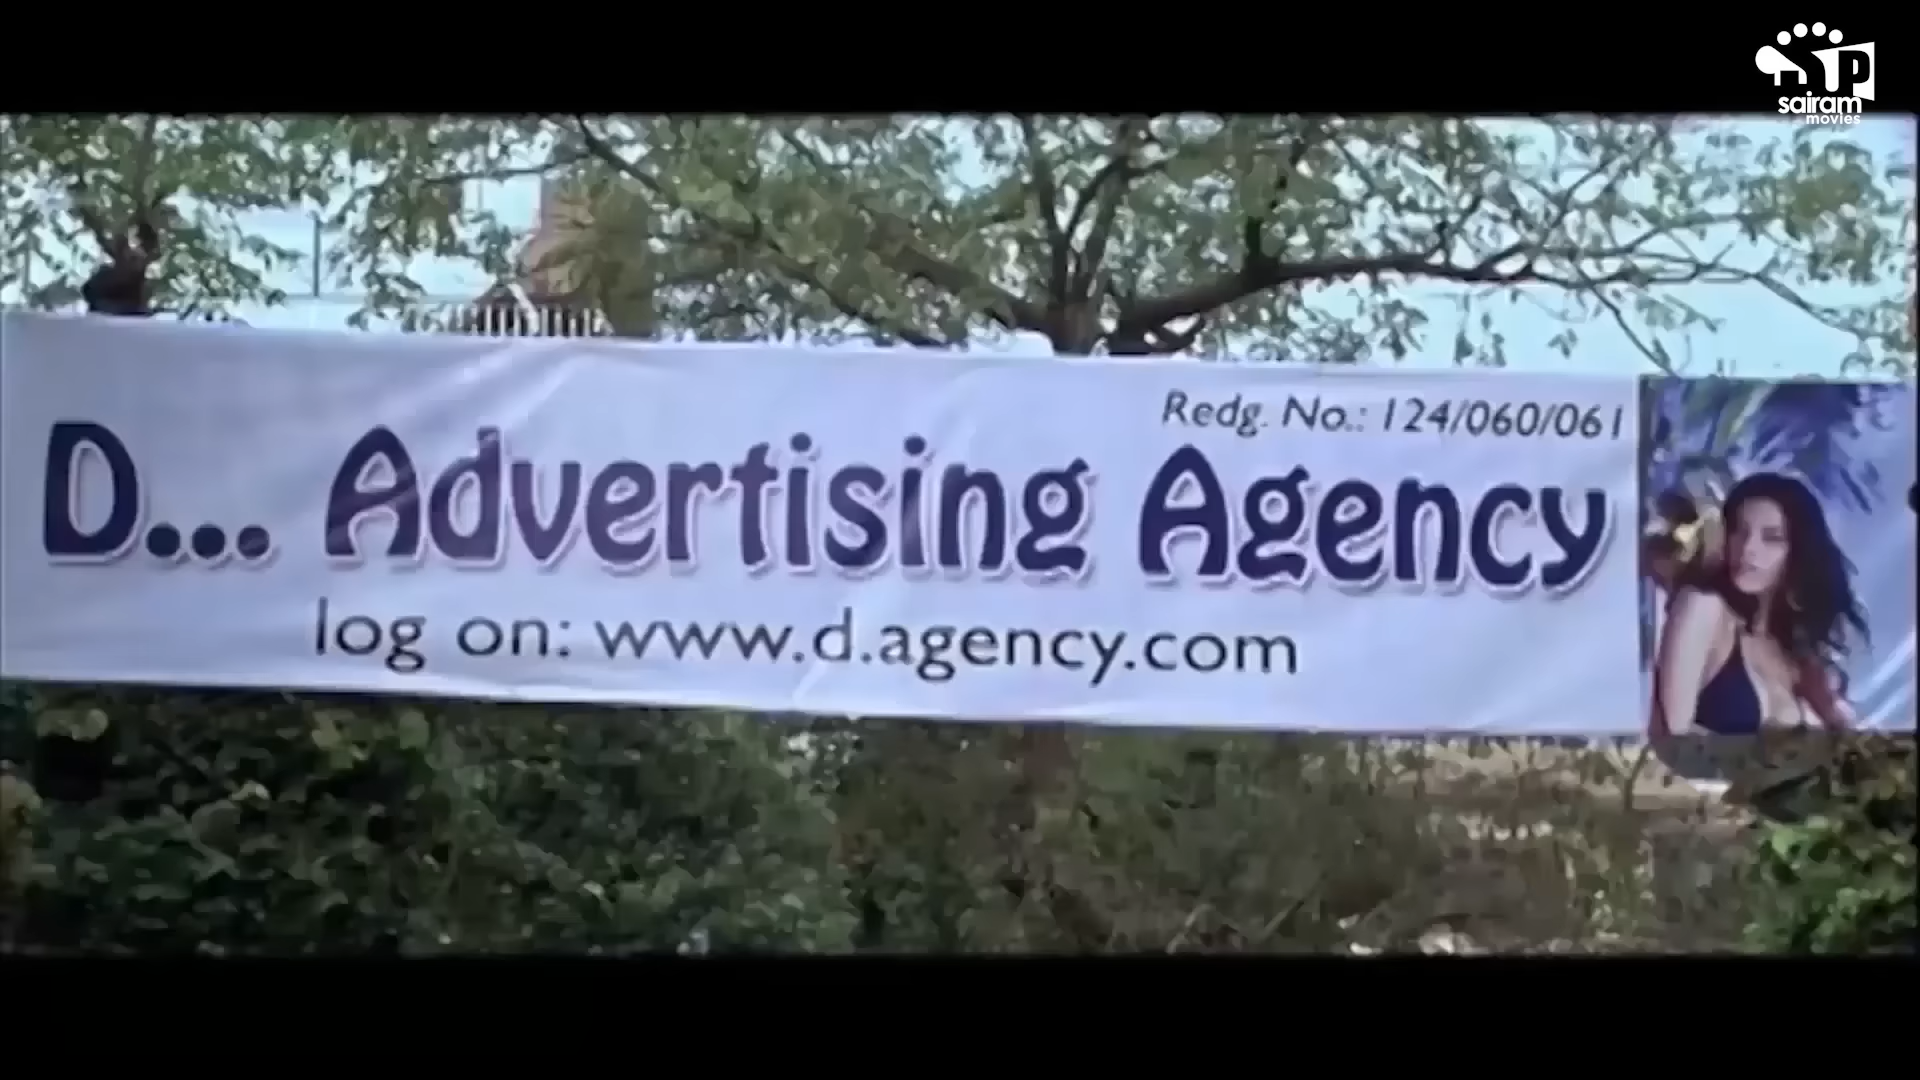 sairam
movies
Redg. No.: 124/060/061
D... Advertising Agency
log on: www.d.agency.com